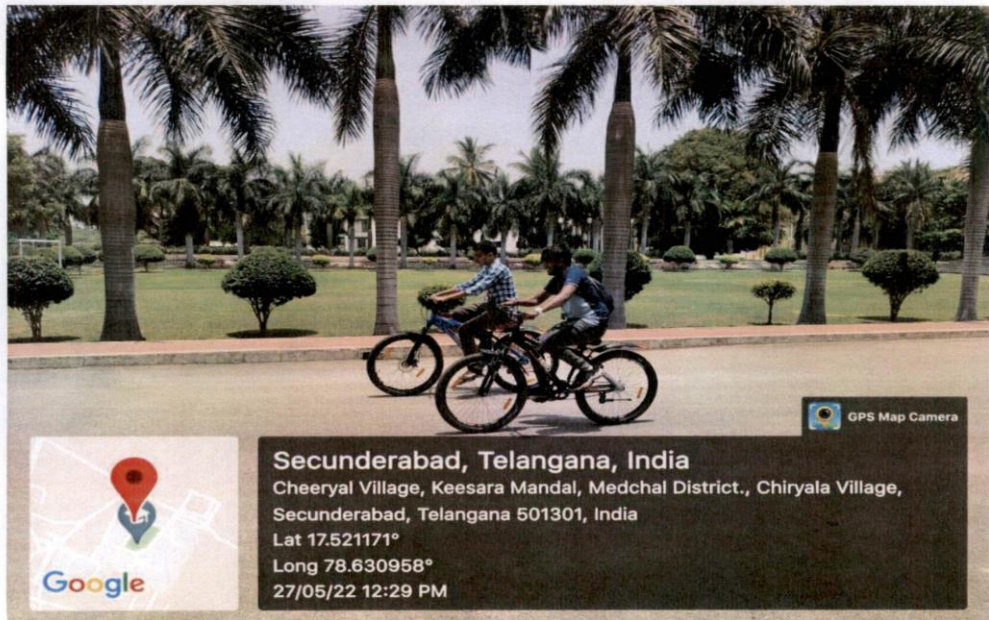 GPS Map Camera
Secunderabad, Telangana, India
Cheeryal Village, Keesara Mandal, Medchal District., Chiryala Village,
Secunderabad, Telangana 501301, India
Lat 17.521171°
Long 78.630958°
27/05/22 12:29 PM
Google